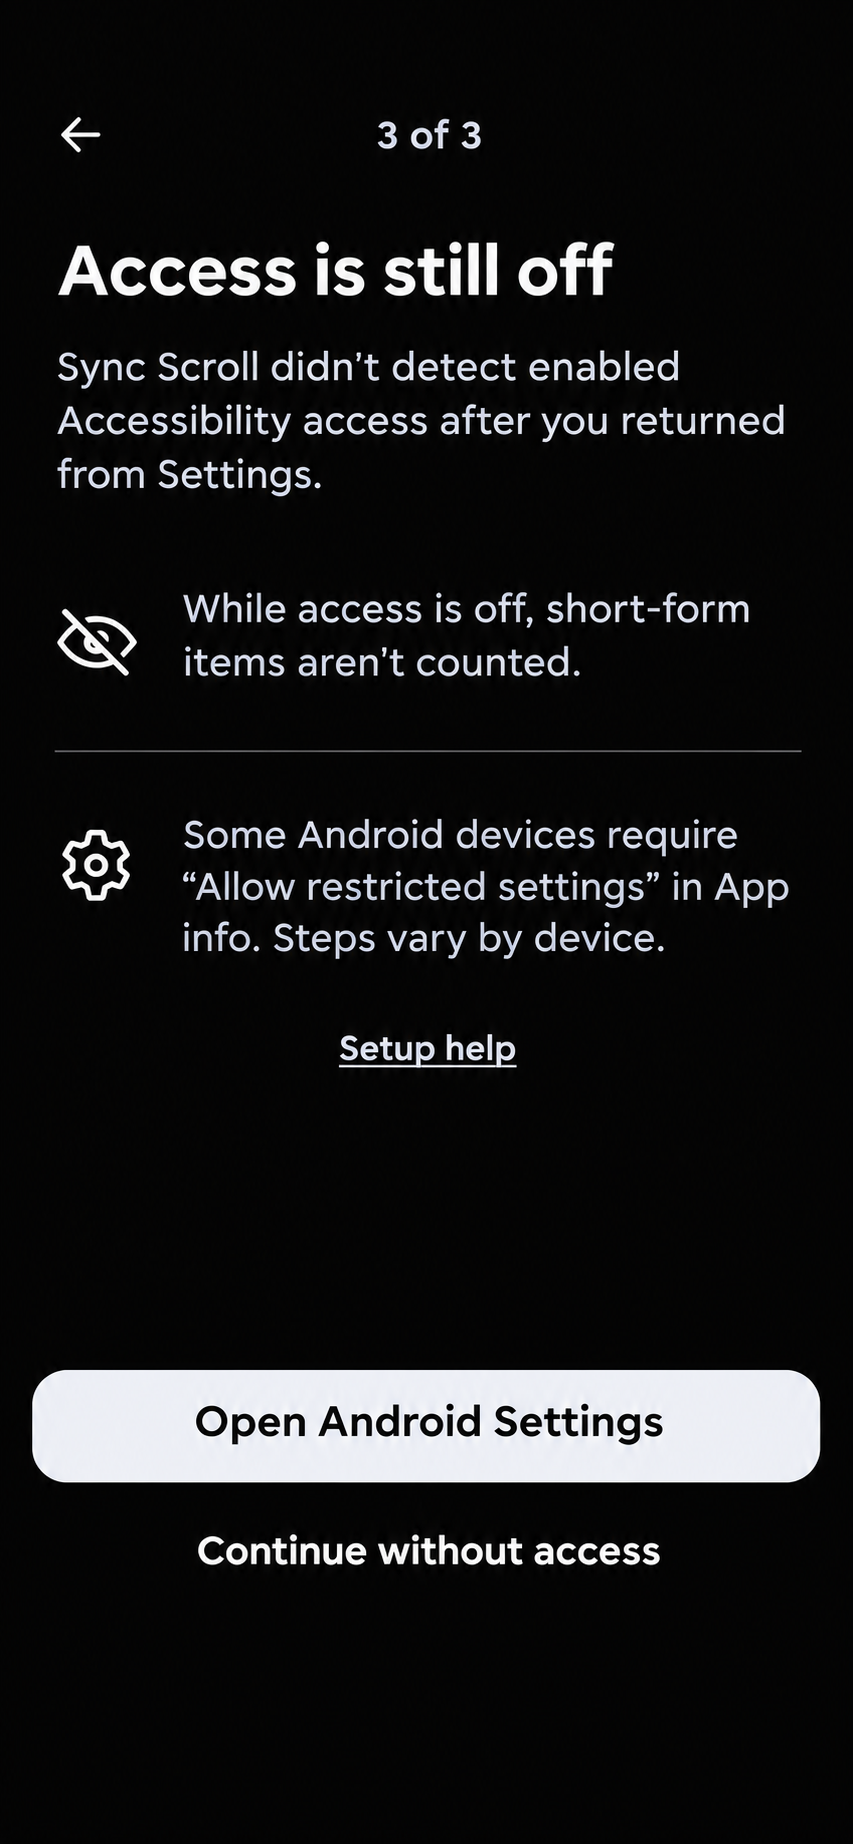 3 of 3
Access is still off
Sync Scroll didn’t detect enabled
Accessibility access after you returned
from Settings.
While access is off, short-form
items aren’t counted.
Some Android devices require
“Allow restricted settings” in App
info. Steps vary by device.
Setup help
Open Android Settings
Continue without access